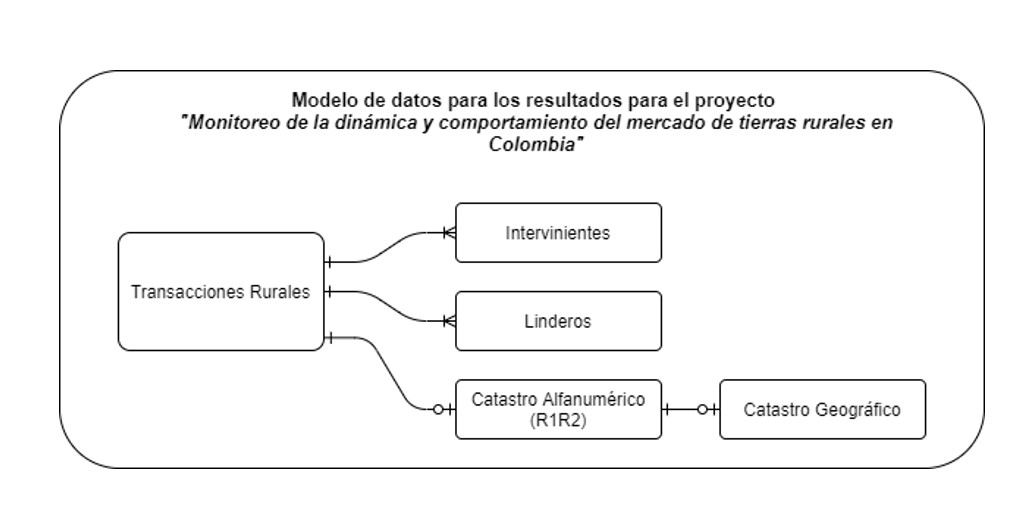 Modelo de datos para los resultados para el proyecto
"Monitoreo de la dinámica y comportamiento del mercado de tierras rurales en
Colombia"
Intervinientes
Transacciones Rurales
Linderos
Catastro Alfanumérico
(R1R2)
Catastro Geográfico